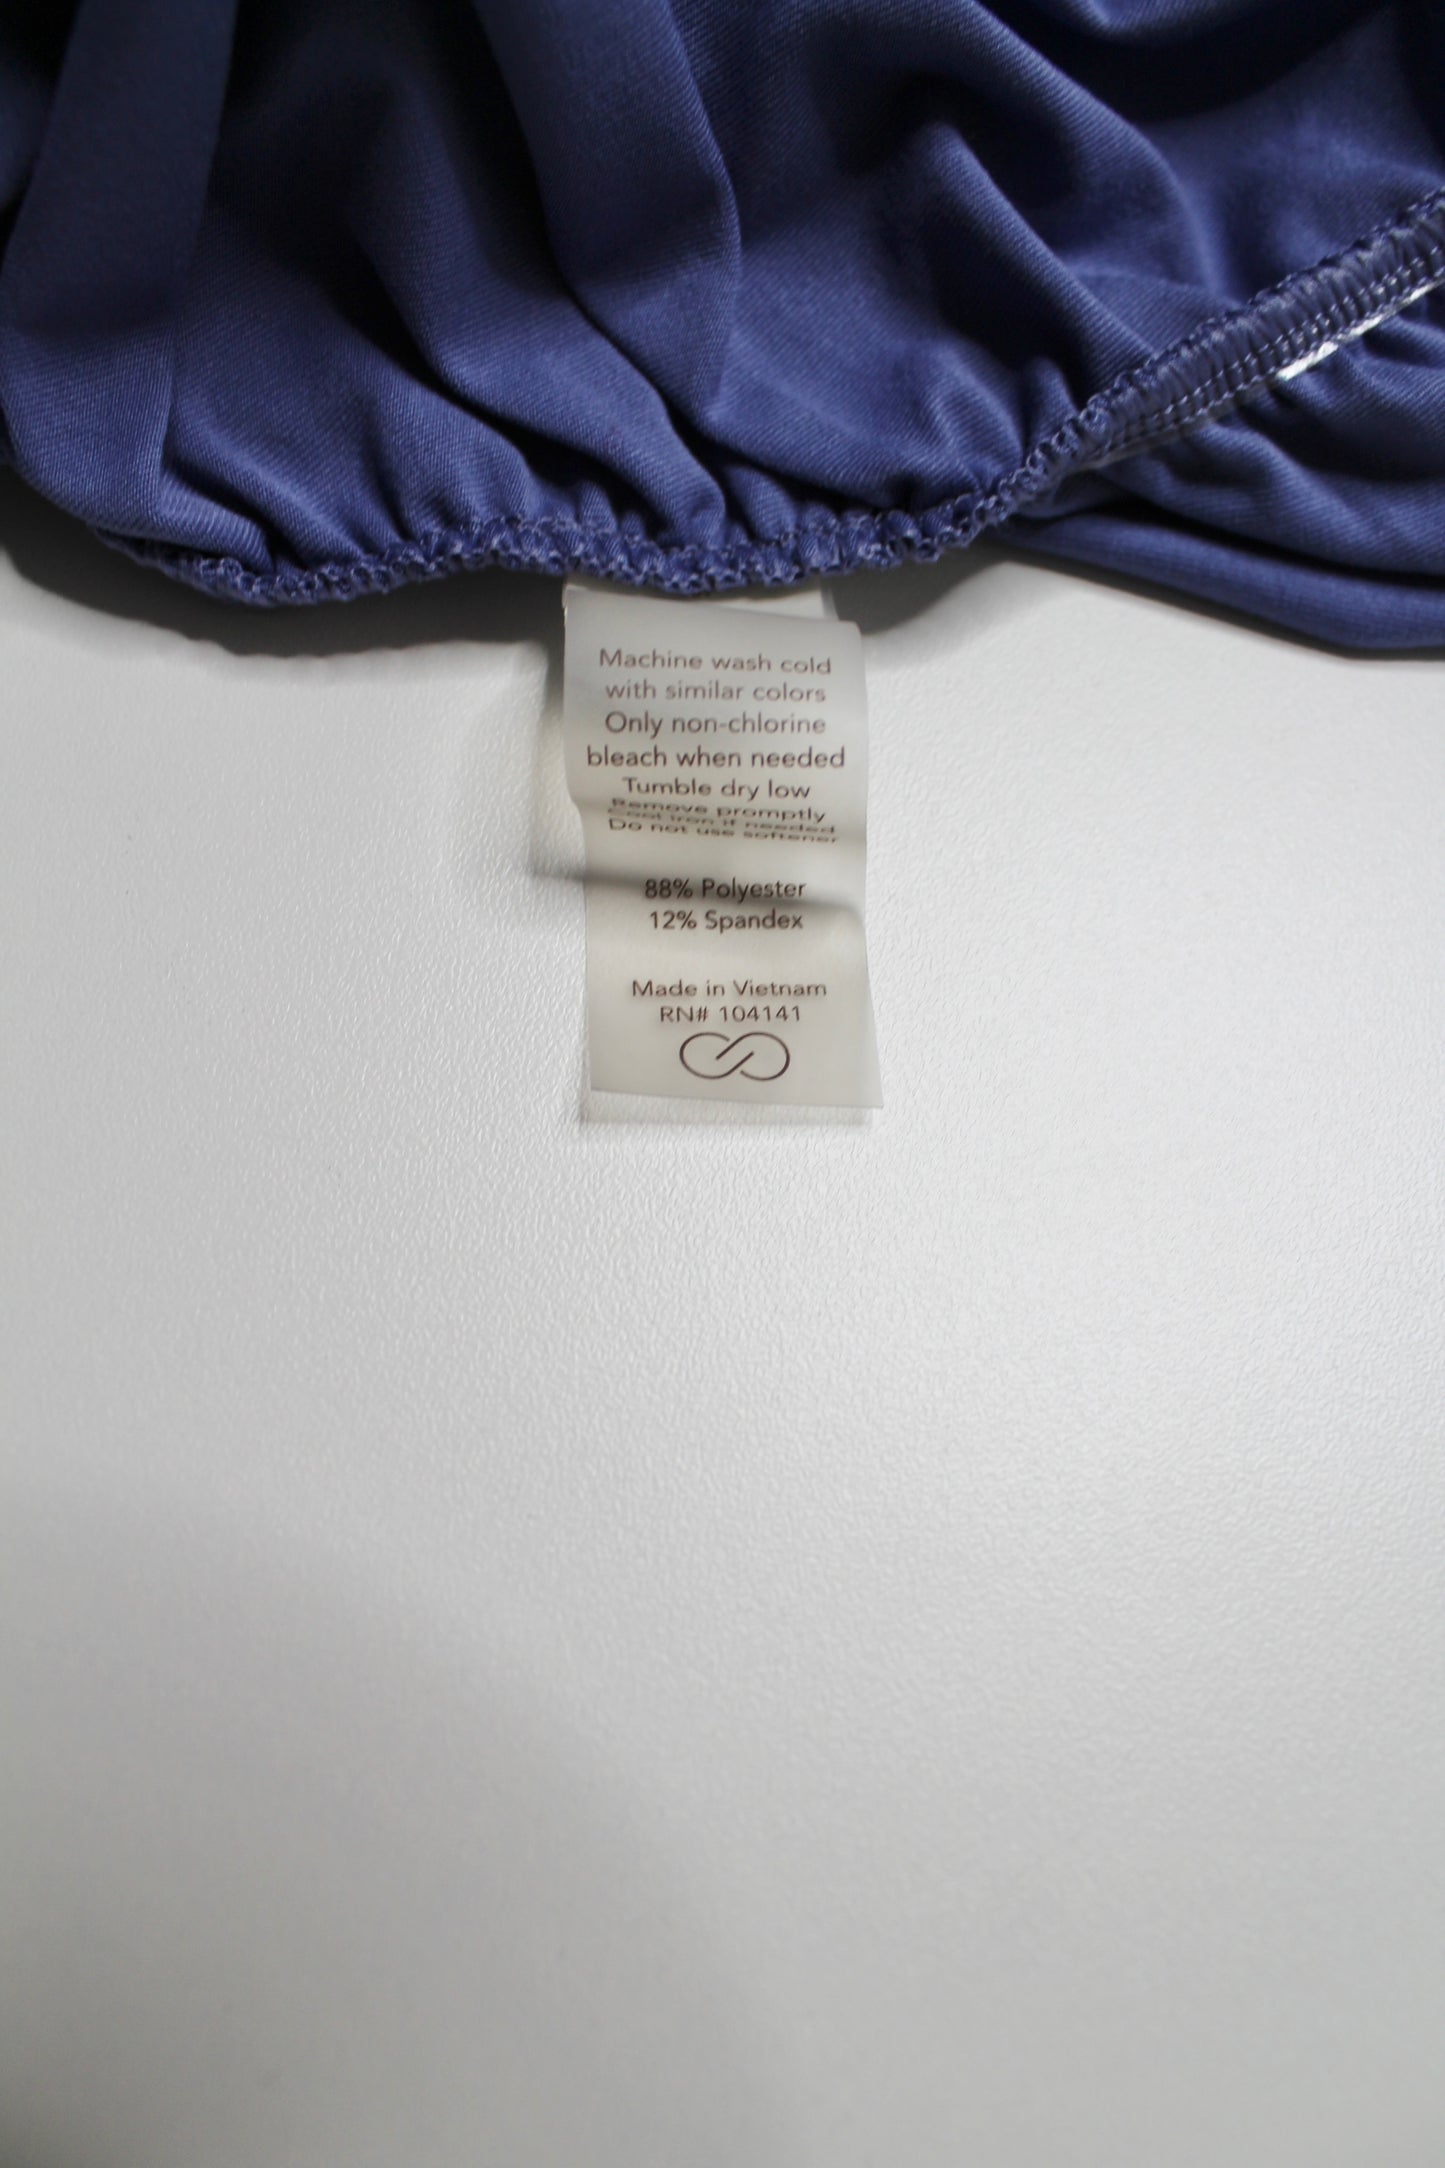 Machine wash cold
with similar colors
Only non-chlorine
bleach when needed
Tumble dry low
Remove promptly
Cool iron if needed
Do not use softener
88% Polyester
12% Spandex
Made in Vietnam
RN# 104141